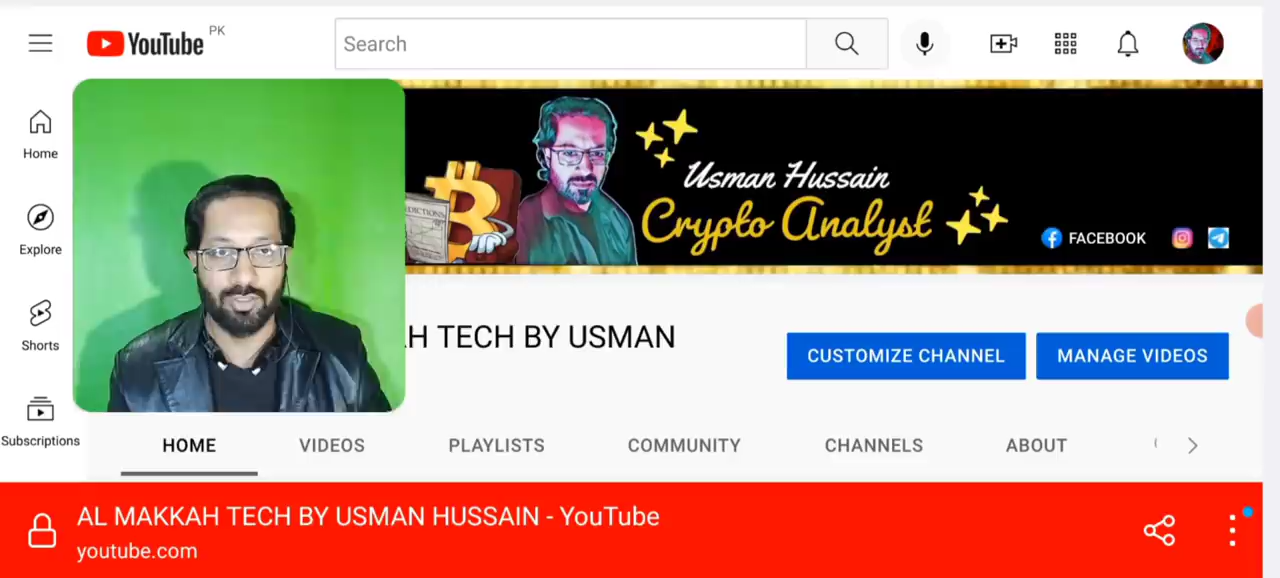 YouTube PK
Search
Home
Explore
Shorts
Subscriptions
DICTIONS
Usman Hussain
Crypto Analyst
FACEBOOK
H TECH BY USMAN
CUSTOMIZE CHANNEL
MANAGE VIDEOS
HOME
VIDEOS
PLAYLISTS
COMMUNITY
CHANNELS
ABOUT
AL MAKKAH TECH BY USMAN HUSSAIN - YouTube
youtube.com